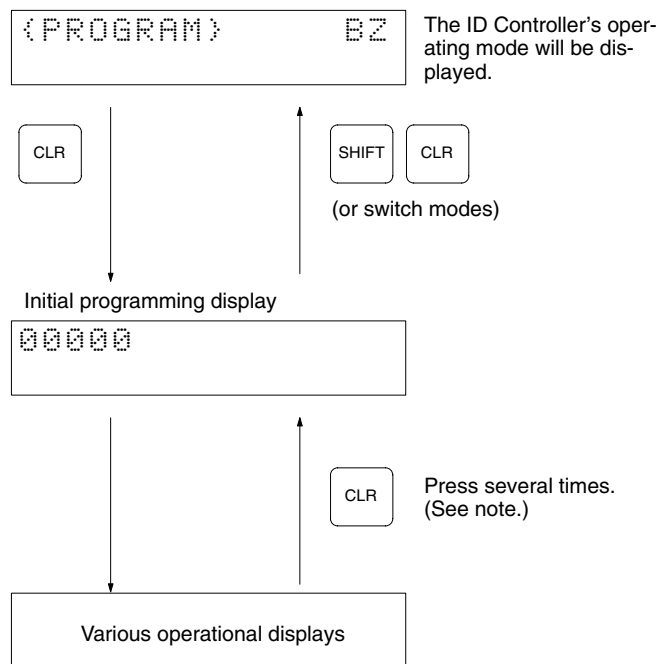 <PROGRAM> BZ
The ID Controller's oper-
ating mode will be dis-
played.
CLR
SHIFT CLR
(or switch modes)
Initial programming display
00000
CLR
Press several times.
(See note.)
Various operational displays